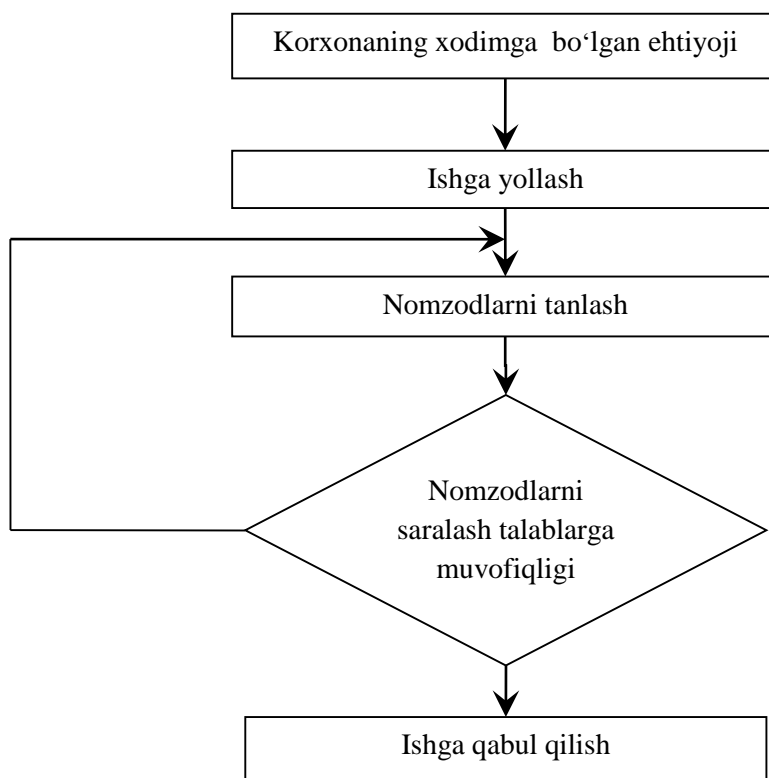 Korxonaning xodimga bo‘lgan ehtiyoji
Ishga yollash
Nomzodlarni tanlash
Nomzodlarni
saralash talablarga
muvofiqligi
Ishga qabul qilish